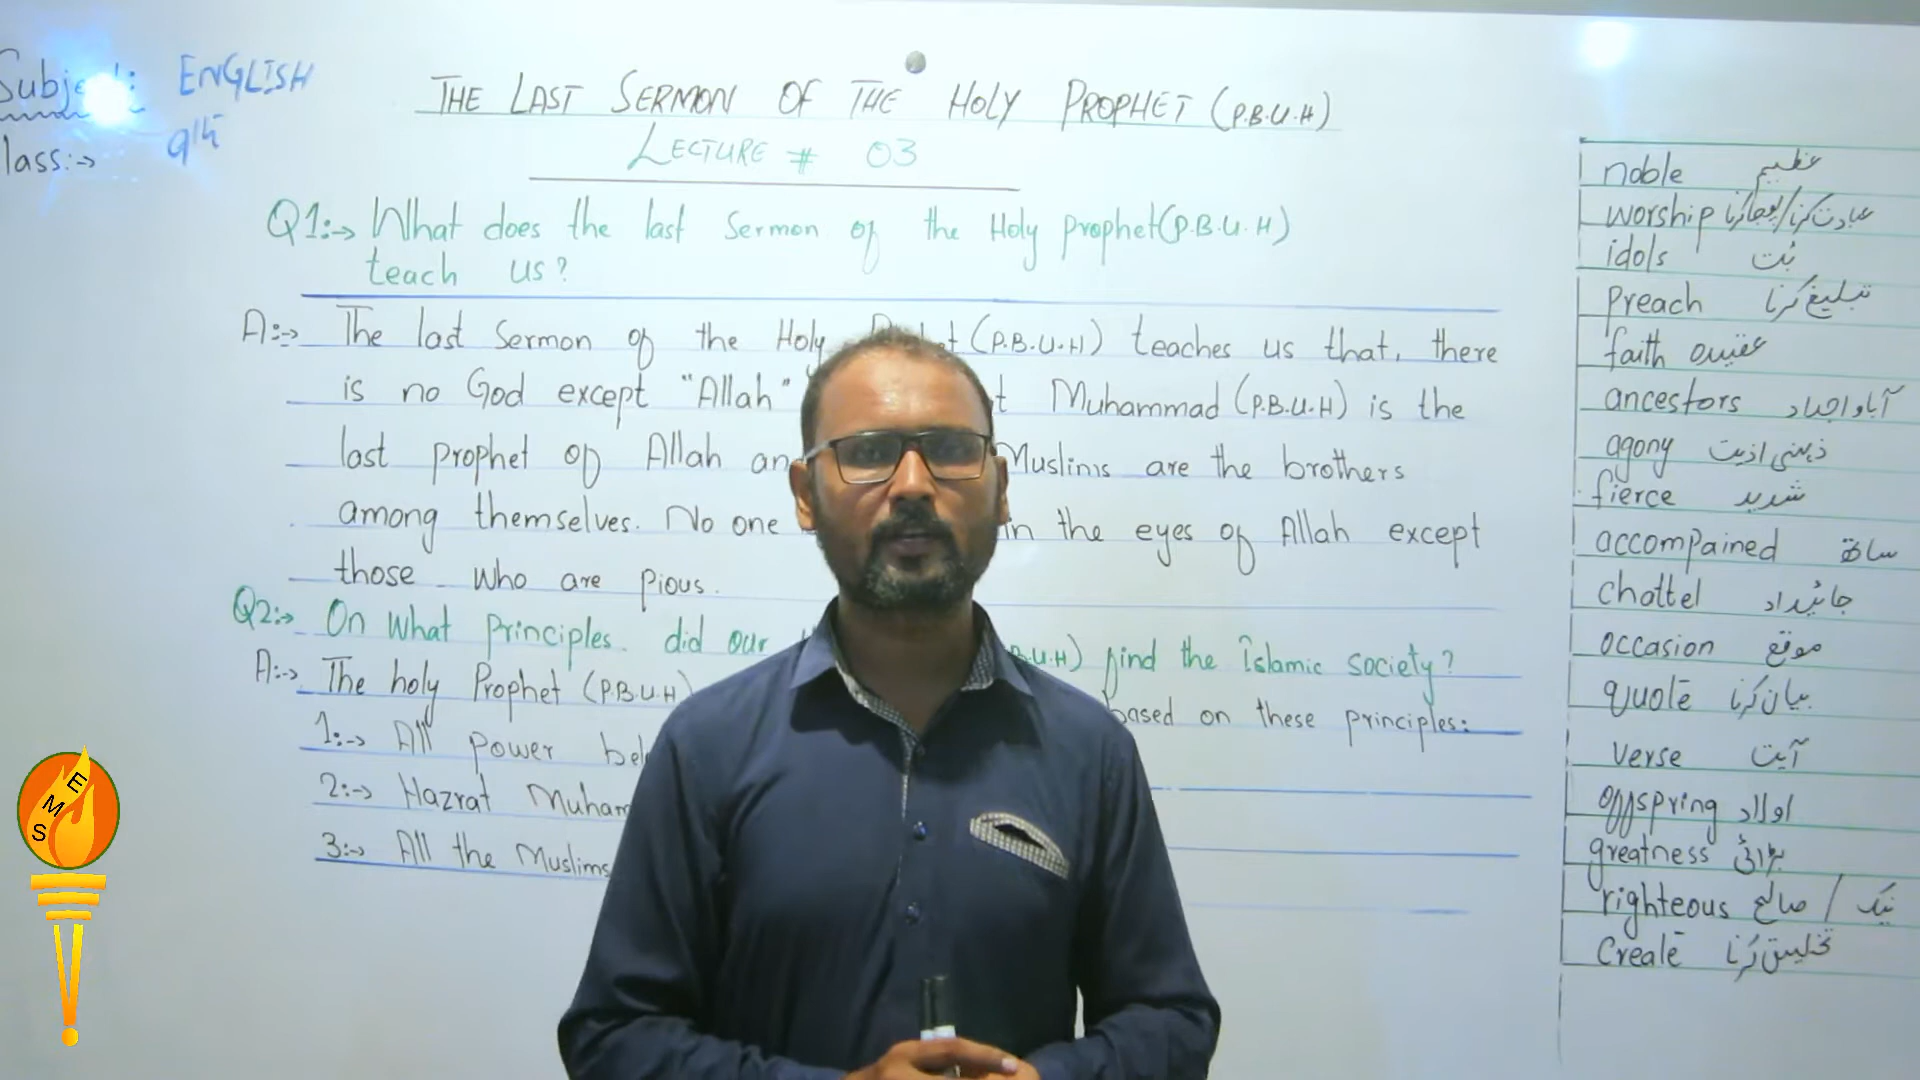 Subject: ENGLISH
lass:→ 9th
THE LAST SERMON OF THE HOLY PROPHET (P.B.U.H)
LECTURE # 03
Q1:→ What does the last Sermon of the Holy prophet(P.B.U.H)
teach us?
A:→ The last Sermon of the Holy (P.B.U.H) teaches us that, there
is no God except "Allah" Muhammad (P.B.U.H) is the
last prophet of Allah and Muslims are the brothers
among themselves. No one in the eyes of Allah except
those who are pious.
Q2:→ On what principles. did our find the Islamic society?
A:→ The holy Prophet (P.B.U.H) based on these principles:
1:→ All power
2:→ Hazrat Muham
3:→ All the Muslims
noble عظیم
worship عبادت کرنا/پوجا کرنا
idols بُت
preach تبلیغ کرنا
faith عقیدہ
ancestors آباواجداد
agony ذہنی اذیت
fierce شدید
accompained ساتھ
chattel جائیداد
occasion موقع
quote بیان کرنا
verse آیت
offspring اولاد
greatness بڑائی
righteous صالح / نیک
Create تخلیق کرنا
E
M
S